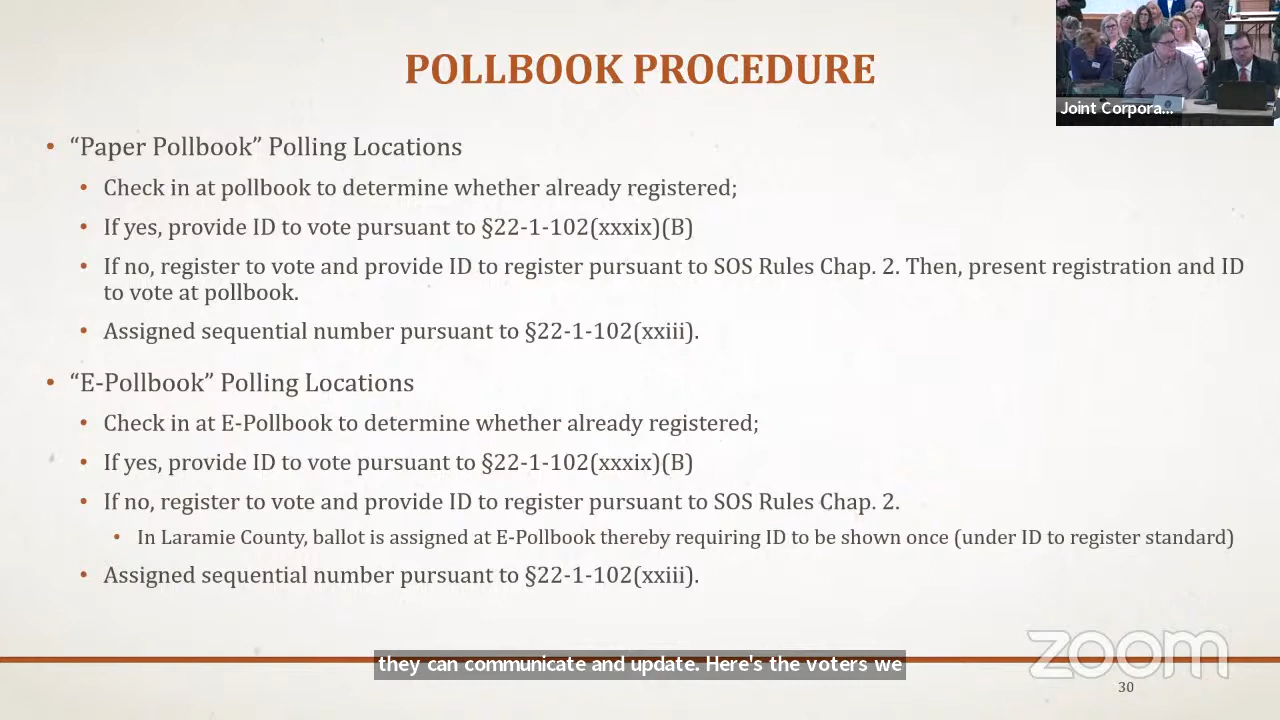 POLLBOOK PROCEDURE
Joint Corpora...
• “Paper Pollbook” Polling Locations
• Check in at pollbook to determine whether already registered;
• If yes, provide ID to vote pursuant to §22-1-102(xxxix)(B)
• If no, register to vote and provide ID to register pursuant to SOS Rules Chap. 2. Then, present registration and ID
to vote at pollbook.
• Assigned sequential number pursuant to §22-1-102(xxiii).
• “E-Pollbook” Polling Locations
• Check in at E-Pollbook to determine whether already registered;
• If yes, provide ID to vote pursuant to §22-1-102(xxxix)(B)
• If no, register to vote and provide ID to register pursuant to SOS Rules Chap. 2.
• In Laramie County, ballot is assigned at E-Pollbook thereby requiring ID to be shown once (under ID to register standard)
• Assigned sequential number pursuant to §22-1-102(xxiii).
zoom
they can communicate and update. Here's the voters we
30